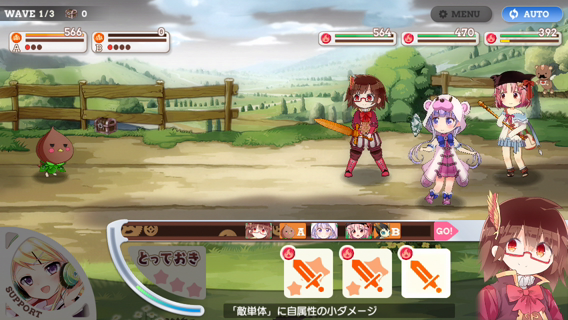 WAVE 1/3 0
MENU
AUTO
566
A
0
B
564
470
392
A
B
GO!
とっておき
SUPPORT
「敵単体」に自属性の小ダメージ